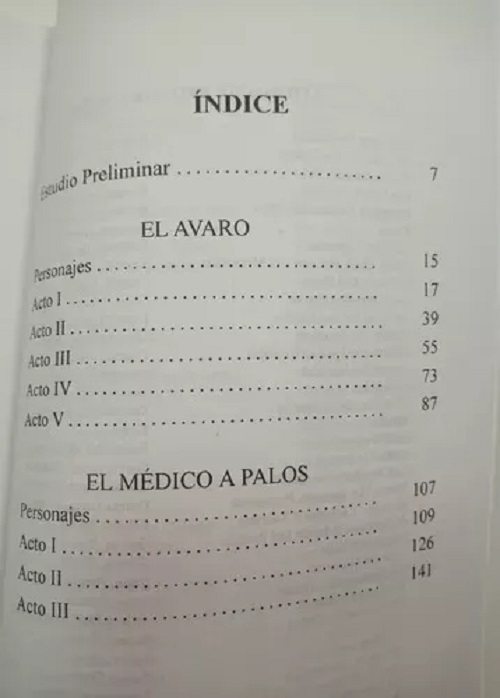 ÍNDICE
Estudio Preliminar ........................ 7
EL AVARO
Personajes ................................ 15
Acto I .................................... 17
Acto II ................................... 39
Acto III .................................. 55
Acto IV ................................... 73
Acto V .................................... 87
EL MÉDICO A PALOS
Personajes ................................ 107
Acto I .................................... 109
Acto II ................................... 126
Acto III .................................. 141